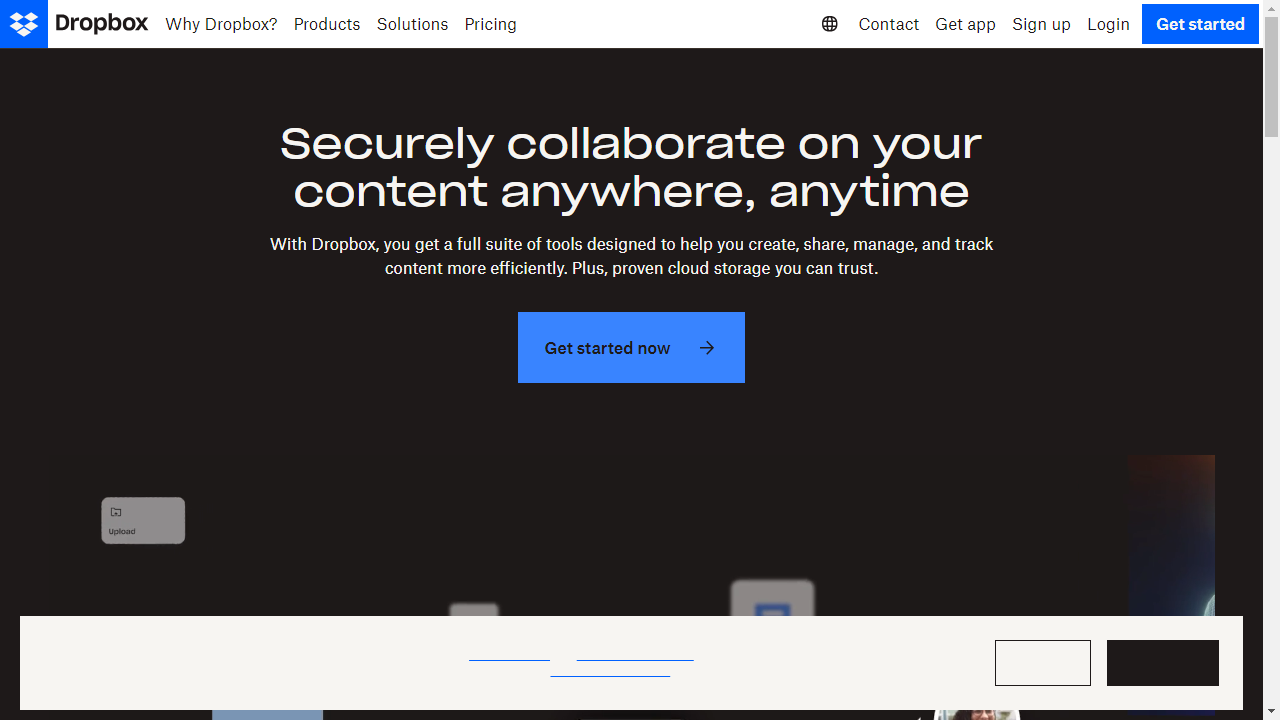 Dropbox
Why Dropbox?
Products
Solutions
Pricing
Contact
Get app
Sign up
Login
Get started
Securely collaborate on your
content anywhere, anytime
With Dropbox, you get a full suite of tools designed to help you create, share, manage, and track
content more efficiently. Plus, proven cloud storage you can trust.
Get started now
Upload